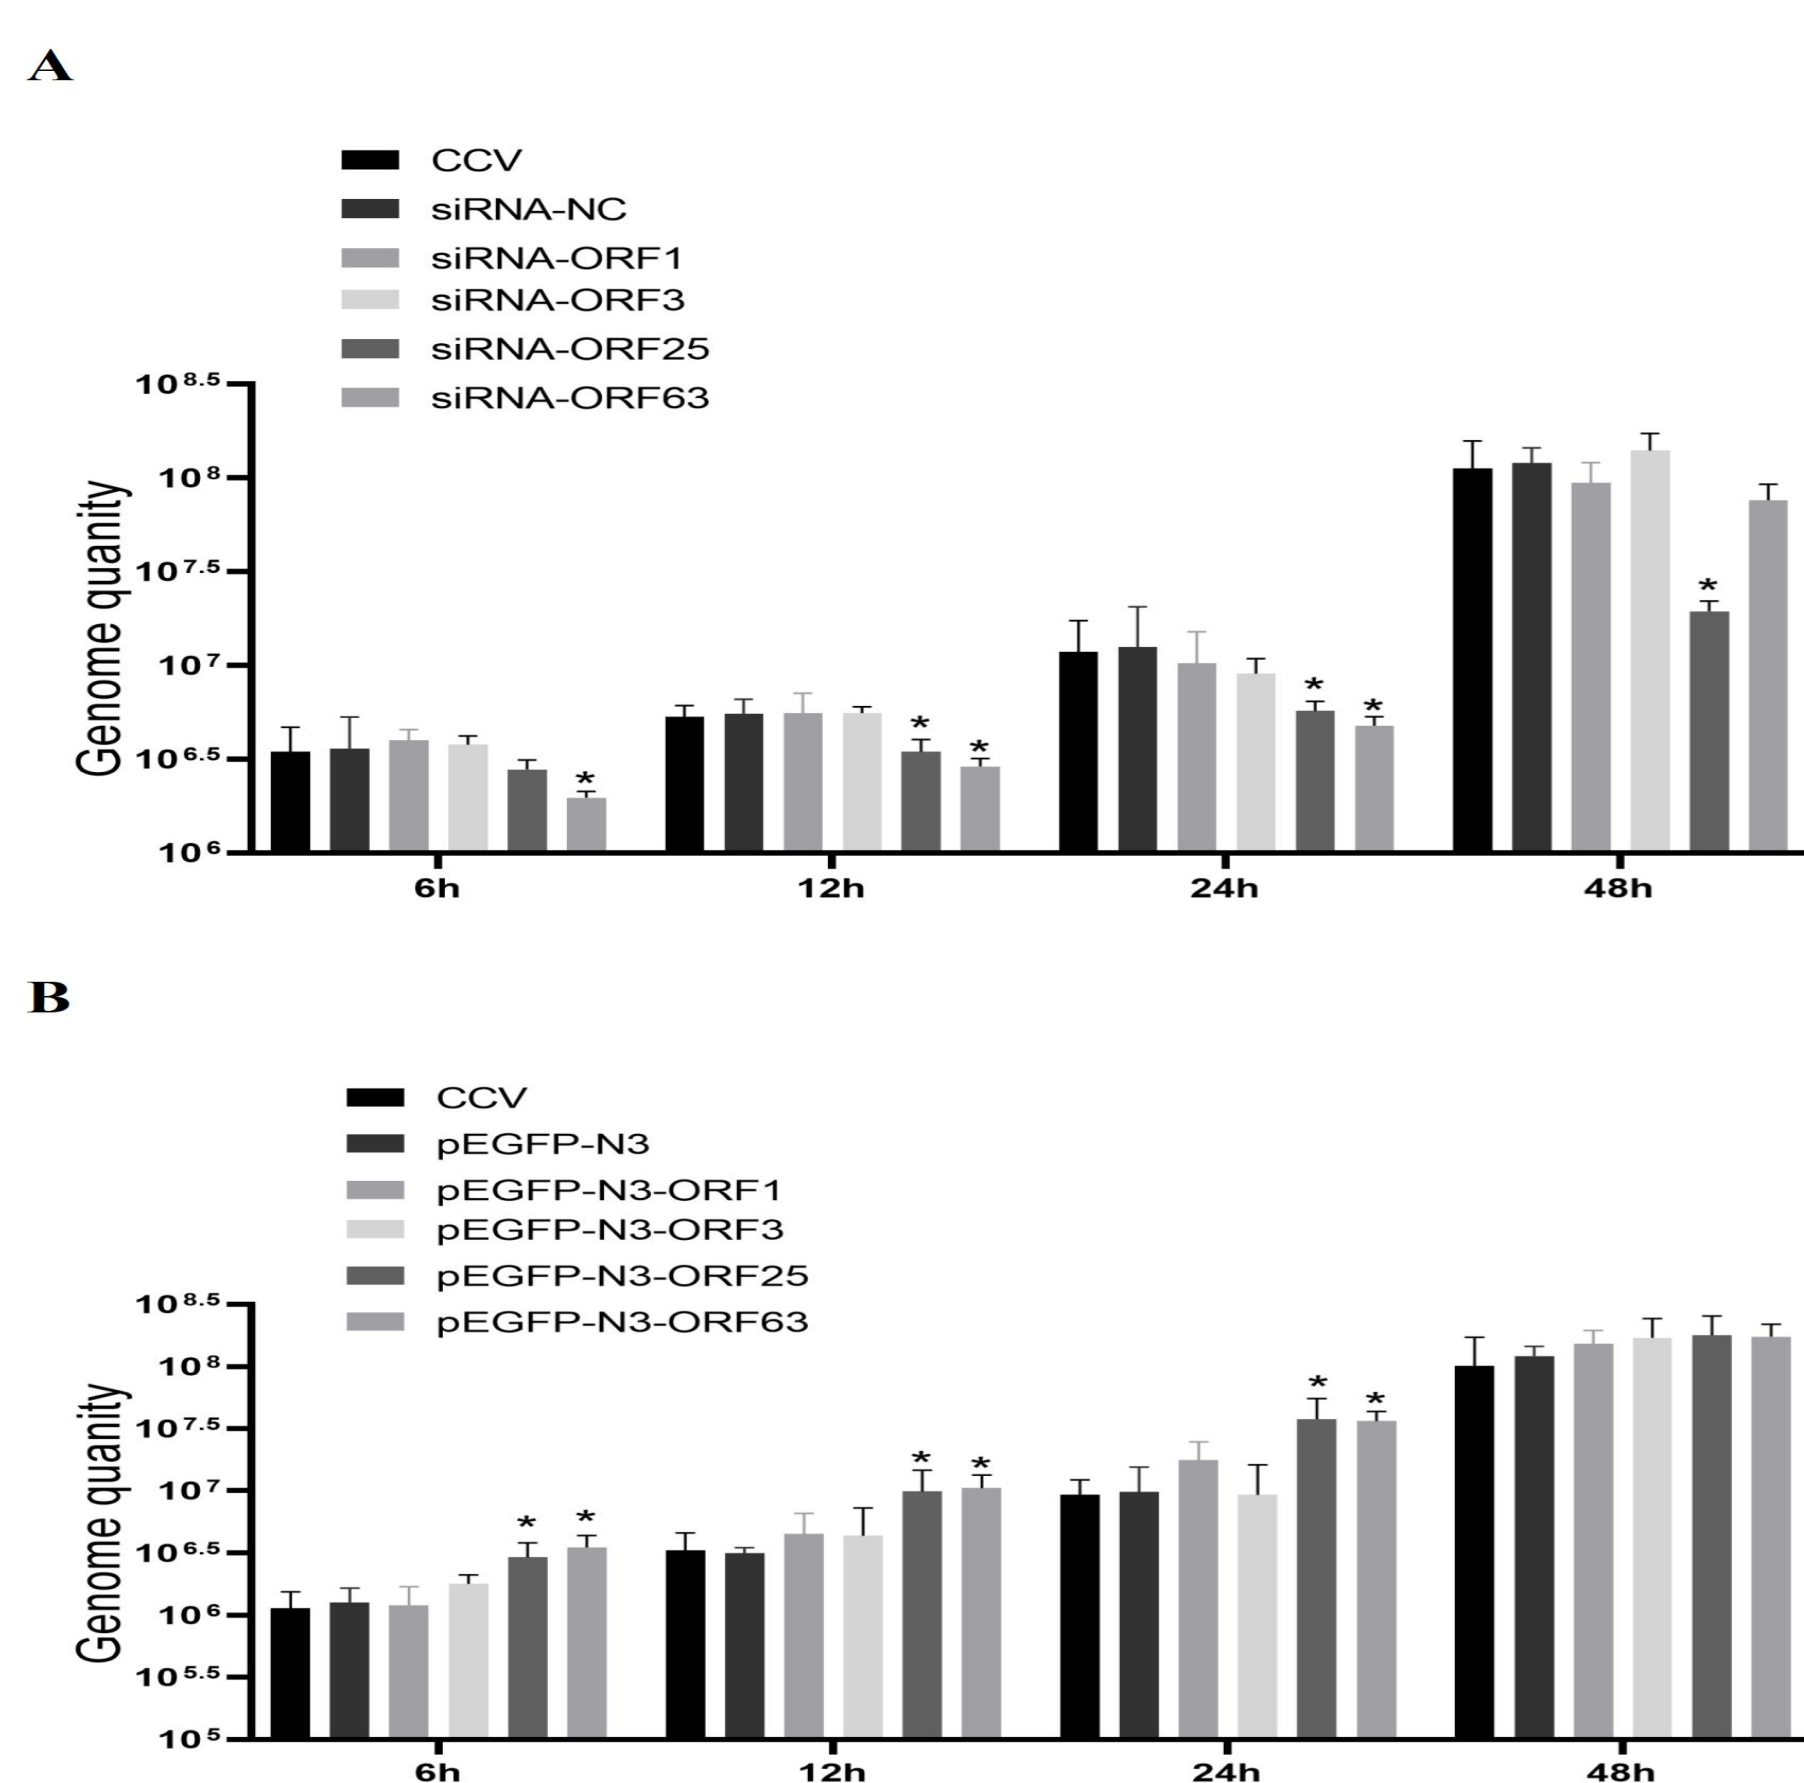 A
CCV
siRNA-NC
siRNA-ORF1
siRNA-ORF3
siRNA-ORF25
siRNA-ORF63
Genome quanity
10^8.5
10^8
10^7.5
10^7
10^6.5
10^6
*
*
*
*
*
*
6h 12h 24h 48h
B
CCV
pEGFP-N3
pEGFP-N3-ORF1
pEGFP-N3-ORF3
pEGFP-N3-ORF25
pEGFP-N3-ORF63
Genome quanity
10^8.5
10^8
10^7.5
10^7
10^6.5
10^6
10^5.5
10^5
*
*
*
*
*
*
6h 12h 24h 48h